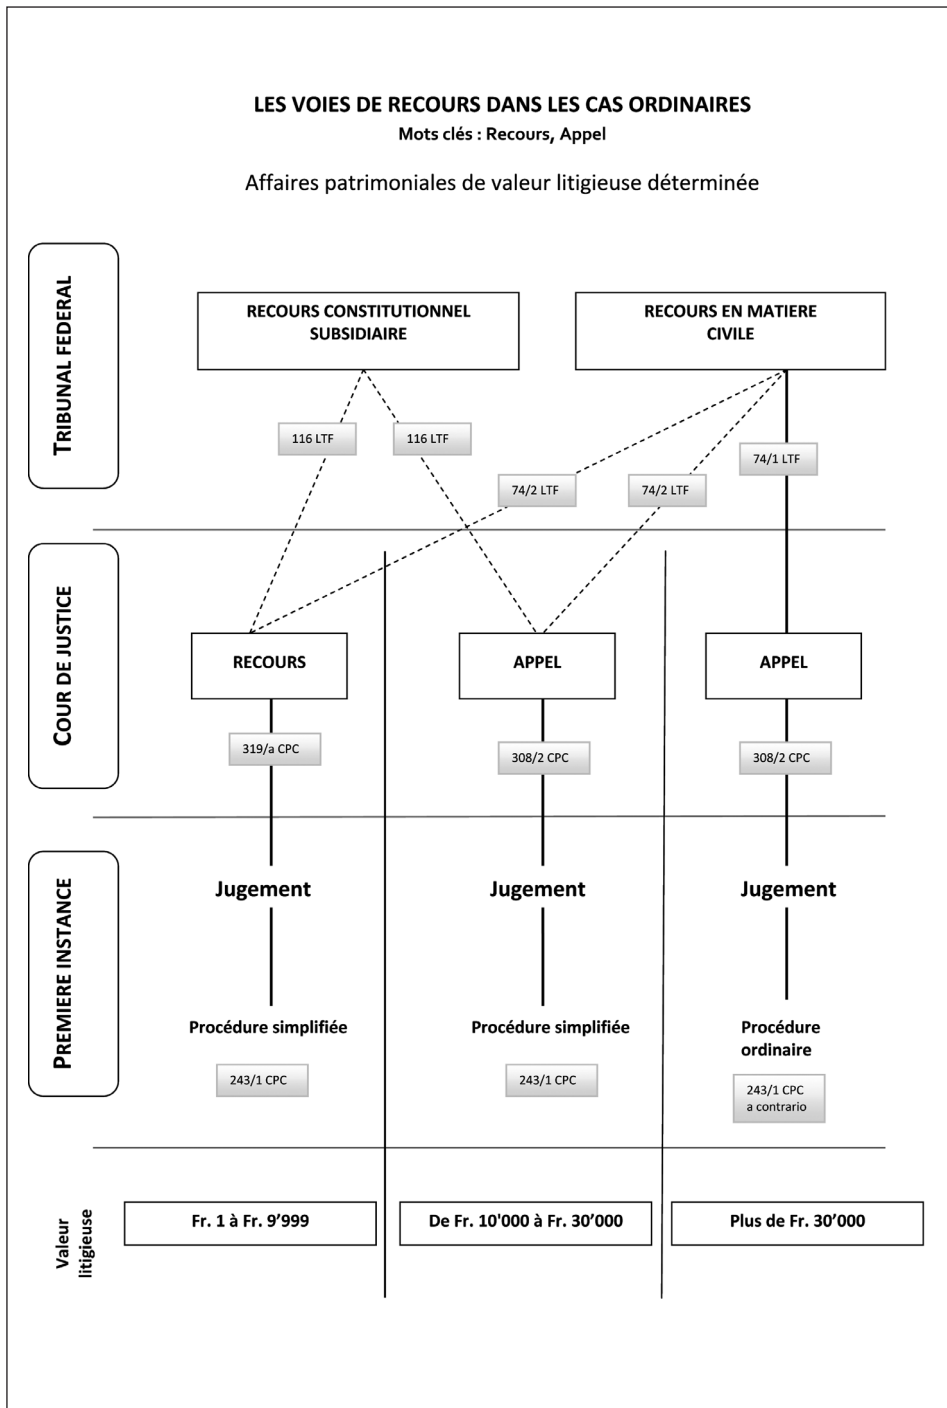 LES VOIES DE RECOURS DANS LES CAS ORDINAIRES
Mots clés : Recours, Appel
Affaires patrimoniales de valeur litigieuse déterminée
TRIBUNAL FEDERAL
RECOURS CONSTITUTIONNEL
SUBSIDIAIRE
RECOURS EN MATIERE
CIVILE
116 LTF
116 LTF
74/1 LTF
74/2 LTF
74/2 LTF
COUR DE JUSTICE
RECOURS
APPEL
APPEL
319/a CPC
308/2 CPC
308/2 CPC
PREMIERE INSTANCE
Jugement
Jugement
Jugement
Procédure simplifiée
Procédure simplifiée
Procédure
ordinaire
243/1 CPC
243/1 CPC
243/1 CPC
a contrario
Valeur
litigieuse
Fr. 1 à Fr. 9’999
De Fr. 10'000 à Fr. 30’000
Plus de Fr. 30’000